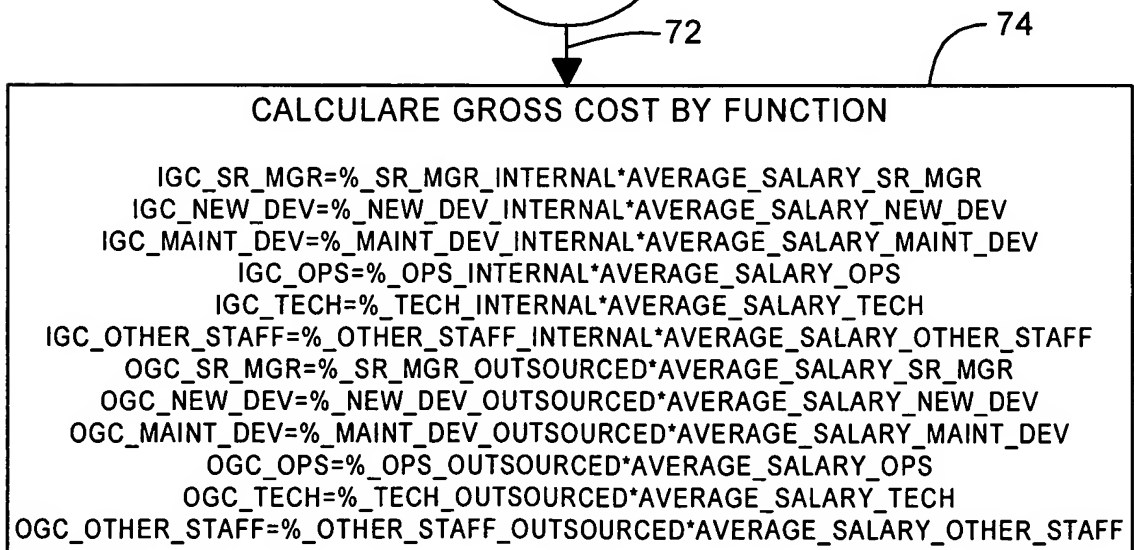 72
74
CALCULARE GROSS COST BY FUNCTION
IGC_SR_MGR=%_SR_MGR_INTERNAL*AVERAGE_SALARY_SR_MGR
IGC_NEW_DEV=%_NEW_DEV_INTERNAL*AVERAGE_SALARY_NEW_DEV
IGC_MAINT_DEV=%_MAINT_DEV_INTERNAL*AVERAGE_SALARY_MAINT_DEV
IGC_OPS=%_OPS_INTERNAL*AVERAGE_SALARY_OPS
IGC_TECH=%_TECH_INTERNAL*AVERAGE_SALARY_TECH
IGC_OTHER_STAFF=%_OTHER_STAFF_INTERNAL*AVERAGE_SALARY_OTHER_STAFF
OGC_SR_MGR=%_SR_MGR_OUTSOURCED*AVERAGE_SALARY_SR_MGR
OGC_NEW_DEV=%_NEW_DEV_OUTSOURCED*AVERAGE_SALARY_NEW_DEV
OGC_MAINT_DEV=%_MAINT_DEV_OUTSOURCED*AVERAGE_SALARY_MAINT_DEV
OGC_OPS=%_OPS_OUTSOURCED*AVERAGE_SALARY_OPS
OGC_TECH=%_TECH_OUTSOURCED*AVERAGE_SALARY_TECH
OGC_OTHER_STAFF=%_OTHER_STAFF_OUTSOURCED*AVERAGE_SALARY_OTHER_STAFF